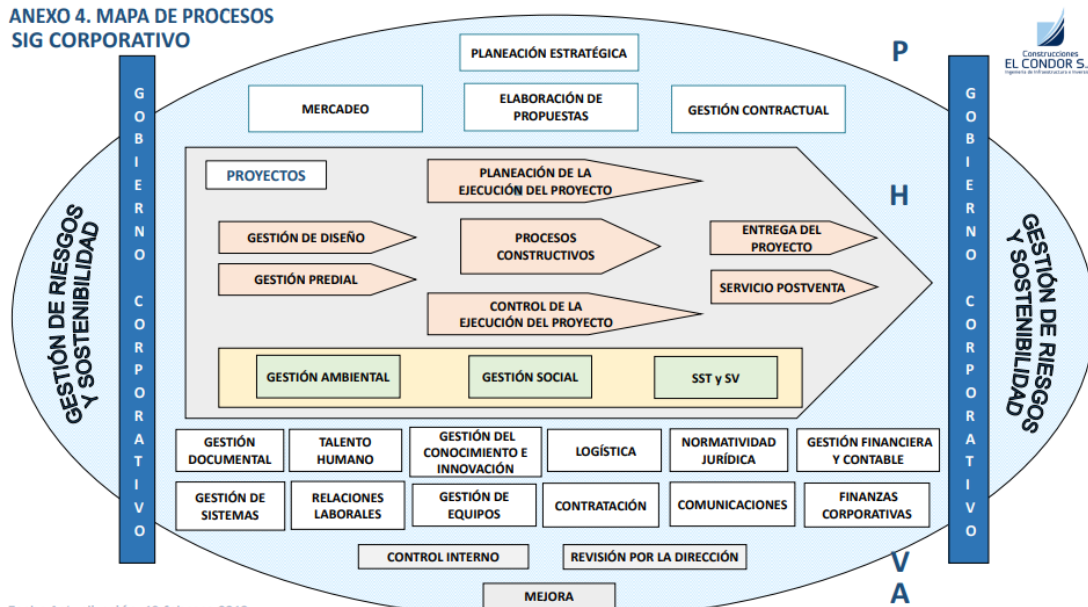 ANEXO 4. MAPA DE PROCESOS
SIG CORPORATIVO
Construcciones
EL CONDOR S.
P
PLANEACIÓN ESTRATÉGICA
MERCADEO
ELABORACIÓN DE
PROPUESTAS
GESTIÓN CONTRACTUAL
GOBIERNO CORPORATIVO
GOBIERNO CORPORATIVO
GESTIÓN DE RIESGOS
Y SOSTENIBILIDAD
GESTIÓN DE RIESGOS
Y SOSTENIBILIDAD
H
PROYECTOS
PLANEACIÓN DE LA
EJECUCIÓN DEL PROYECTO
GESTIÓN DE DISEÑO
PROCESOS
CONSTRUCTIVOS
ENTREGA DEL
PROYECTO
GESTIÓN PREDIAL
SERVICIO POSTVENTA
CONTROL DE LA
EJECUCIÓN DEL PROYECTO
GESTIÓN AMBIENTAL
GESTIÓN SOCIAL
SST y SV
GESTIÓN
DOCUMENTAL
TALENTO
HUMANO
GESTIÓN DEL
CONOCIMIENTO E
INNOVACIÓN
LOGÍSTICA
NORMATIVIDAD
JURÍDICA
GESTIÓN FINANCIERA
Y CONTABLE
GESTIÓN DE
SISTEMAS
RELACIONES
LABORALES
GESTIÓN DE
EQUIPOS
CONTRATACIÓN
COMUNICACIONES
FINANZAS
CORPORATIVAS
CONTROL INTERNO
REVISIÓN POR LA DIRECCIÓN
V
MEJORA
A